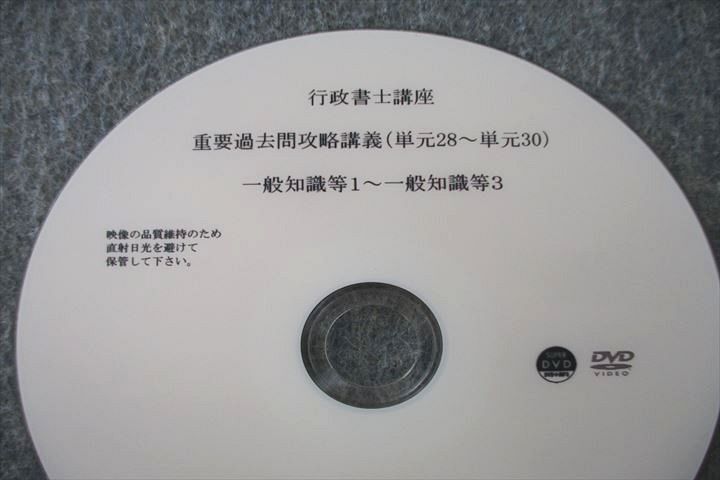 行政書士講座
重要過去問攻略講義(単元28～単元30)
一般知識等1～一般知識等3
映像の品質維持のため
直射日光を避けて
保管して下さい。
SUPER
DVD
DVD
VIDEO